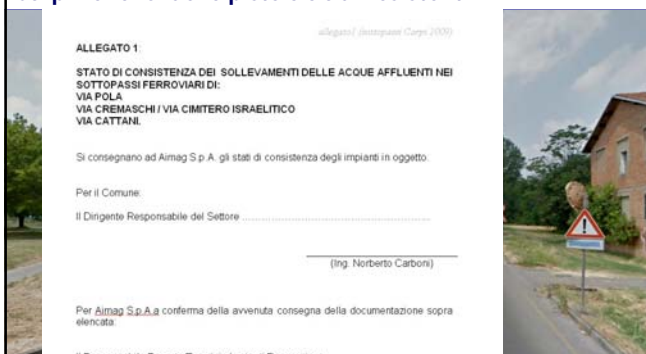 allegato1 (sottopassi Carpi 2009)
ALLEGATO 1:
STATO DI CONSISTENZA DEI SOLLEVAMENTI DELLE ACQUE AFFLUENTI NEI
SOTTOPASSI FERROVIARI DI:
VIA POLA
VIA CREMASCHI / VIA CIMITERO ISRAELITICO
VIA CATTANI.
Si consegnano ad Aimag S.p.A. gli stati di consistenza degli impianti in oggetto.
Per il Comune:
Il Dirigente Responsabile del Settore ................................................................
(Ing. Norberto Carboni)
Per Aimag S.p.A.a conferma della avvenuta consegna della documentazione sopra
elencata: